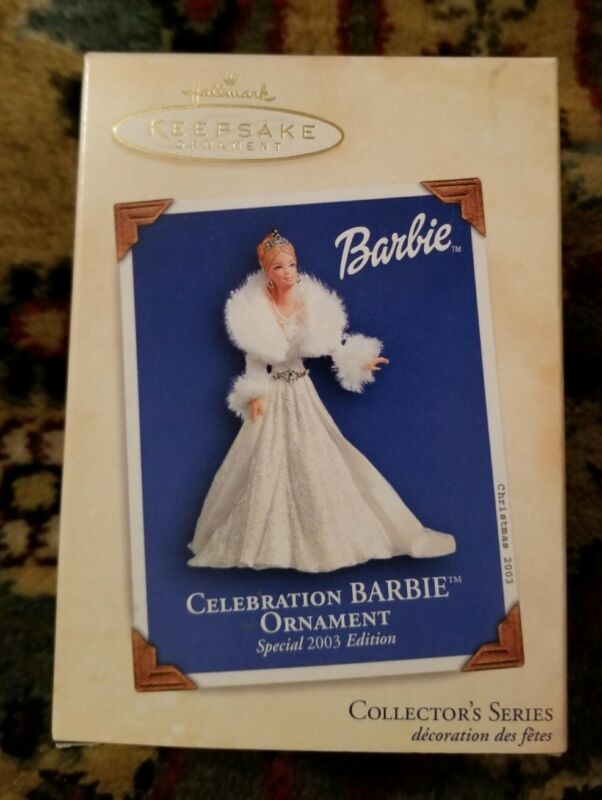 Hallmark
KEEPSAKE
ORNAMENT
Barbie™
Christmas 2003
CELEBRATION BARBIE™
ORNAMENT
Special 2003 Edition
COLLECTOR'S SERIES
décoration des fêtes